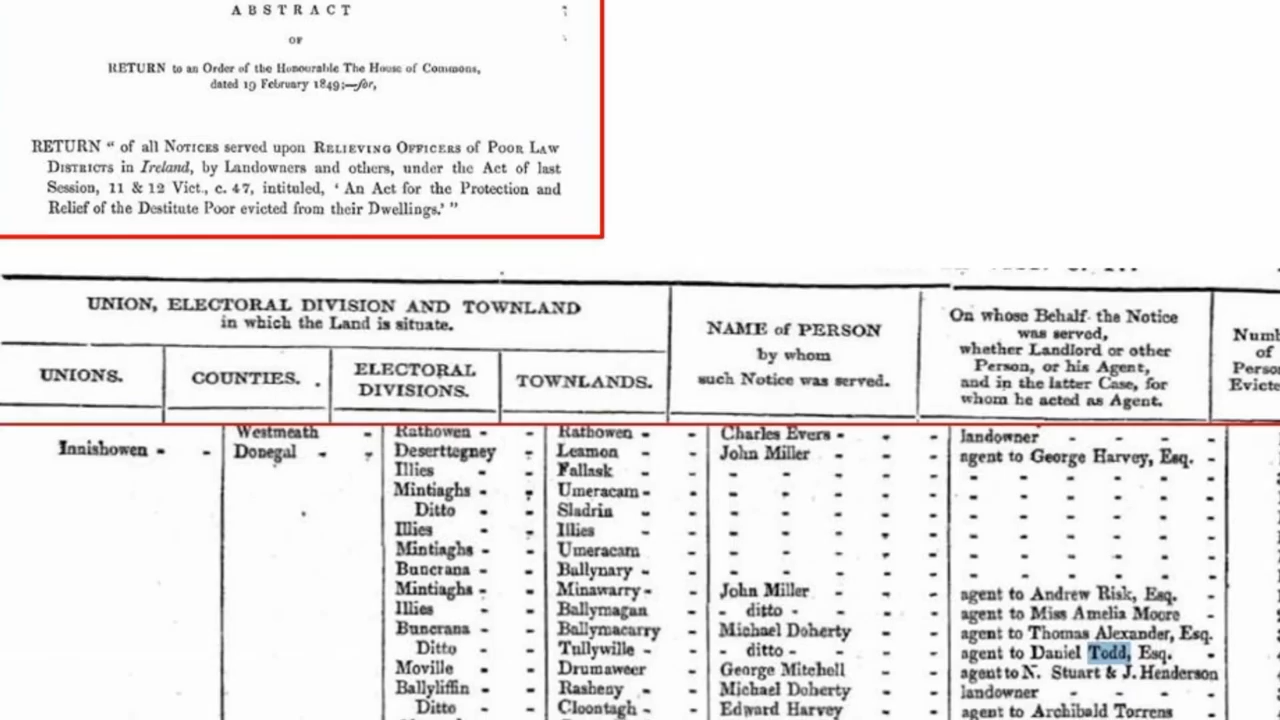 ABSTRACT
OF
RETURN to an Order of the Honourable The House of Commons,
dated 19 February 1849;—for,
RETURN “ of all NOTICES served upon RELIEVING OFFICERS of POOR LAW
DISTRICTS in Ireland, by Landowners and others, under the Act of last
Session, 11 & 12 Vict., c. 47, intituled, ‘ An Act for the Protection and
Relief of the Destitute Poor evicted from their Dwellings.’ ”
UNION, ELECTORAL DIVISION AND TOWNLAND
in which the Land is situate.
UNIONS.
COUNTIES.
ELECTORAL
DIVISIONS.
TOWNLANDS.
NAME of PERSON
by whom
such Notice was served.
On whose Behalf the Notice
was served,
whether Landlord or other
Person, or his Agent,
and in the latter Case, for
whom he acted as Agent.
Numb
of
Person
Evicte
Westmeath - Rathowen - - Rathowen - - Charles Evers - - - landowner - - - -
Innishowen - - Donegal - - Deserttegney - Leamon - - John Miller - - - agent to George Harvey, Esq. -
Illies - - Fallask - - - - - - - - - - - - - -
Mintiaghs - - Umeracam - - - - - - - - - - - - - -
Ditto - - Sladrin - - - - - - - - - - - - - -
Illies - - Illies - - - - - - - - - - - - - -
Mintiaghs - - Umeracam - - - - - - - - - - - - -
Buncrana - - Ballynary - - - - - - - - - - - - - -
Mintiaghs - - Minawarry - - John Miller - - - agent to Andrew Risk, Esq. -
Illies - - Ballymagan - - ditto - - - - agent to Miss Amelia Moore -
Buncrana - - Ballymacarry - Michael Doherty - - agent to Thomas Alexander, Esq.
Ditto - - Tullywille - - - ditto - - - - agent to Daniel Todd, Esq. -
Moville - - Drumaweer - George Mitchell - - agent to N. Stuart & J. Henderson
Ballyliffin - - Rasheny - - Michael Doherty - - landowner - - - -
Ditto - - Cloontagh - - Edward Harvey - - agent to Archibald Torrens